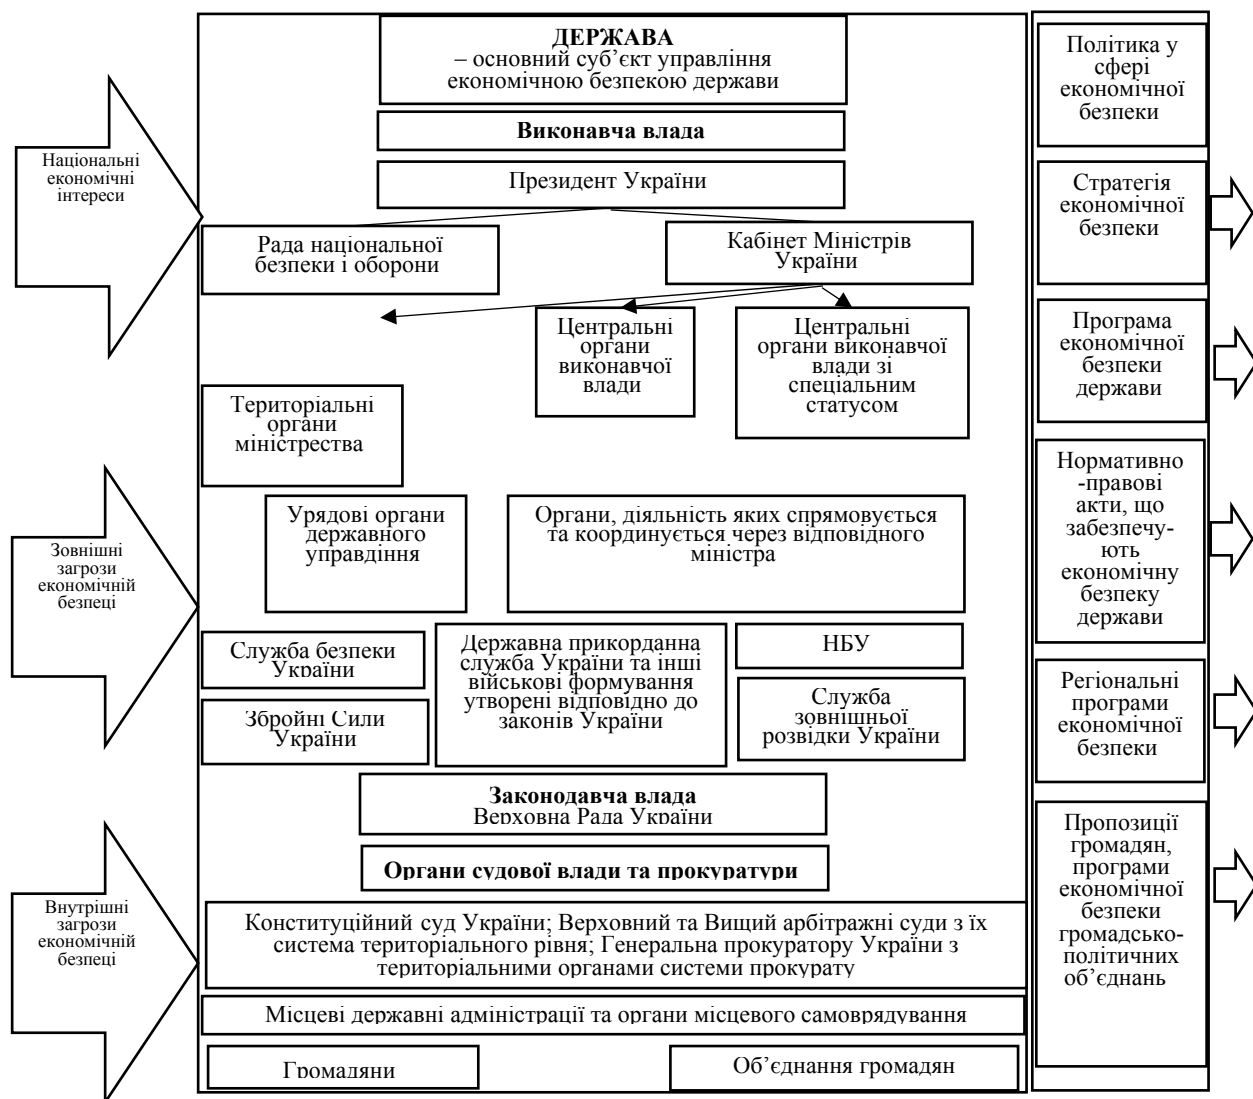 ДЕРЖАВА
– основний суб’єкт управління
економічною безпекою держави
Виконавча влада
Президент України
Рада національної
безпеки і оборони
Кабінет Міністрів
України
Центральні
органи
виконавчої
влади
Центральні
органи виконавчої
влади зі
спеціальним
статусом
Територіальні
органи
міністрества
Урядові органи
державного
управдіння
Органи, діяльність яких спрямовується
та координується через відповідного
міністра
Служба безпеки
України
Державна прикорданна
служба України та інші
військові формування
утворені відповідно до
законів України
НБУ
Збройні Сили
України
Служба
зовнішньої
розвідки України
Законодавча влада
Верховна Рада України
Органи судової влади та прокуратури
Конституційний суд України; Верховний та Вищий арбітражні суди з їх
система територіального рівня; Генеральна прокуратору України з
територіальними органами системи прокурату
Місцеві державні адміністрації та органи місцевого самоврядування
Громадяни
Об’єднання громадян
Національні
економічні
інтереси
Зовнішні
загрози
економічній
безпеці
Внутрішні
загрози
економічній
безпеці
Політика у
сфері
економічної
безпеки
Стратегія
економічної
безпеки
Програма
економічної
безпеки
держави
Нормативно
-правові
акти, що
забезпечу-
ють
економічну
безпеку
держави
Регіональні
програми
економічної
безпеки
Пропозиції
громадян,
програми
економічної
безпеки
громадсько-
політичних
об’єднань